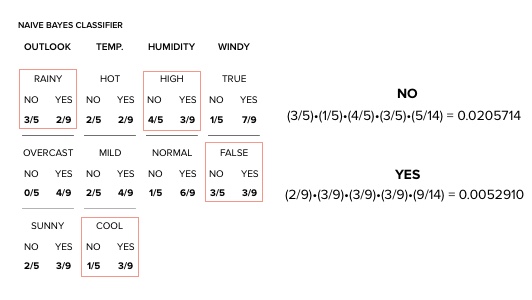 NAIVE BAYES CLASSIFIER
OUTLOOK TEMP. HUMIDITY WINDY
RAINY HOT HIGH TRUE
NO YES NO YES NO YES NO YES
3/5 2/9 2/5 2/9 4/5 3/9 1/5 7/9
OVERCAST MILD NORMAL FALSE
NO YES NO YES NO YES NO YES
0/5 4/9 2/5 4/9 1/5 6/9 3/5 3/9
SUNNY COOL
NO YES NO YES
2/5 3/9 1/5 3/9
NO
(3/5)•(1/5)•(4/5)•(3/5)•(5/14) = 0.0205714
YES
(2/9)•(3/9)•(3/9)•(3/9)•(9/14) = 0.0052910